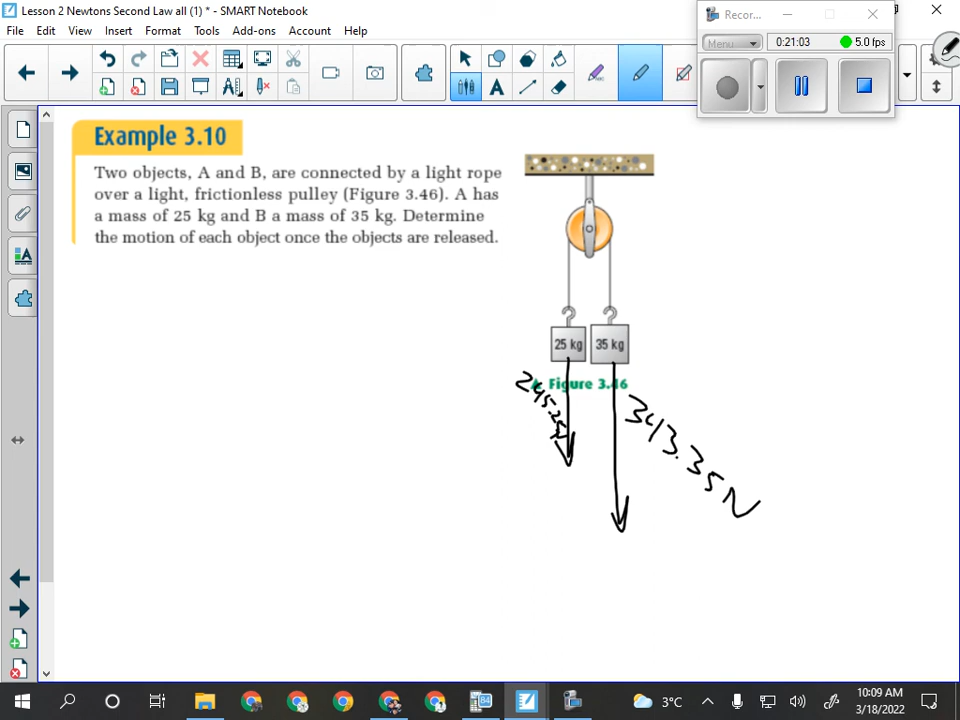 Lesson 2 Newtons Second Law all (1) * - SMART Notebook
Recor...
File Edit View Insert Format Tools Add-ons Account Help
Menu
0:21:03
5.0 fps
Example 3.10
Two objects, A and B, are connected by a light rope
over a light, frictionless pulley (Figure 3.46). A has
a mass of 25 kg and B a mass of 35 kg. Determine
the motion of each object once the objects are released.
25 kg
35 kg
Figure 3.46
245.25N
343.35N
84
3°C
10:09 AM
3/18/2022